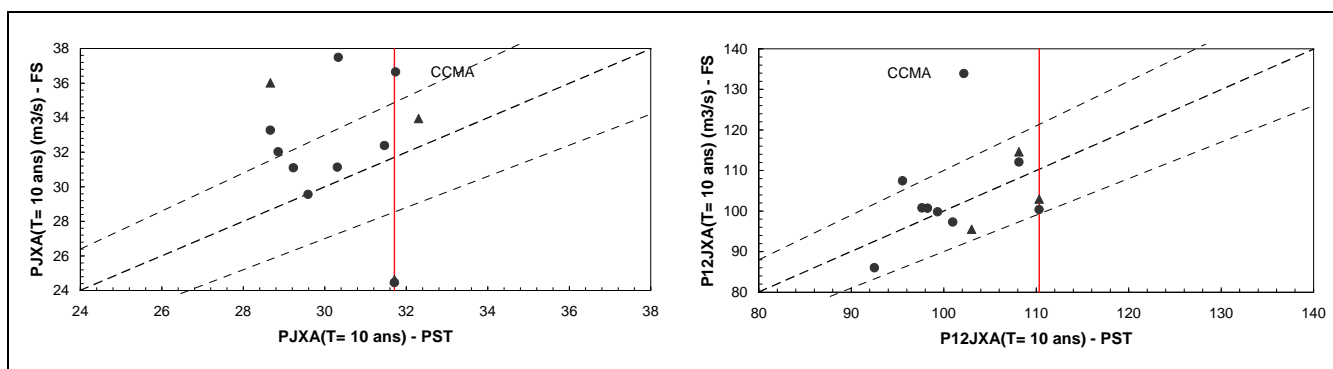 PJXA(T= 10 ans) (m3/s) - FS
38
36
34
32
30
28
26
24
CCMA
24 26 28 30 32 34 36 38
PJXA(T= 10 ans) - PST
P12JXA(T= 10 ans) (m3/s) - FS
140
130
120
110
100
90
80
CCMA
80 90 100 110 120 130 140
P12JXA(T= 10 ans) - PST